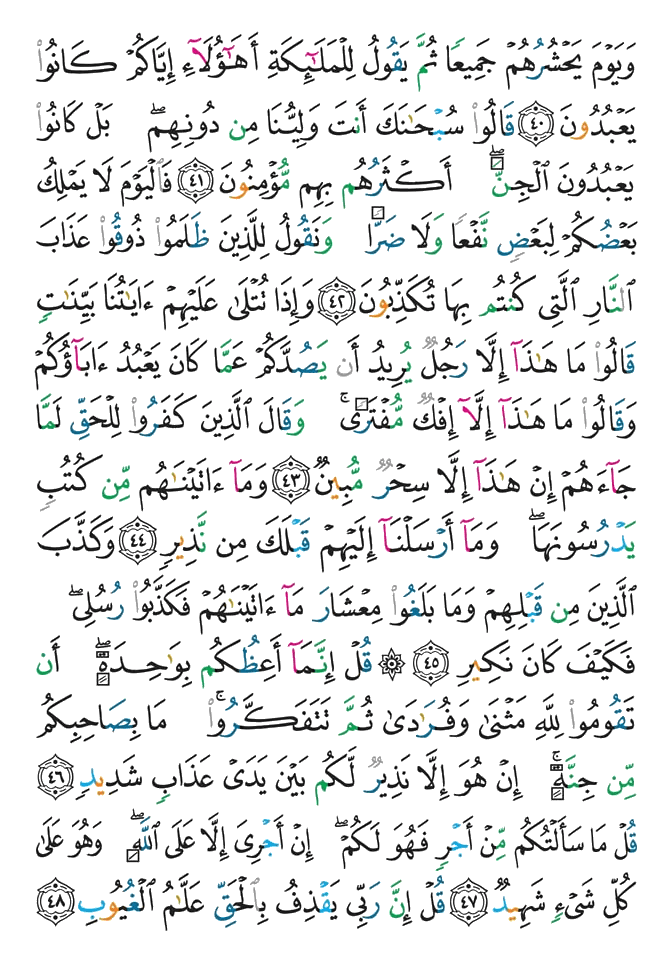 وَيَوْمَ يَحْشُرُهُمْ جَمِيعًا ثُمَّ يَقُولُ لِلْمَلَٰٓئِكَةِ أَهَٰٓؤُلَآءِ إِيَّاكُمْ كَانُوا۟
يَعْبُدُونَ ٤٠ قَالُوا۟ سُبْحَٰنَكَ أَنتَ وَلِيُّنَا مِن دُونِهِم ۖ بَلْ كَانُوا۟
يَعْبُدُونَ ٱلْجِنَّ ۖ أَكْثَرُهُم بِهِم مُّؤْمِنُونَ ٤١ فَٱلْيَوْمَ لَا يَمْلِكُ
بَعْضُكُمْ لِبَعْضٍ نَّفْعًا وَلَا ضَرًّا وَنَقُولُ لِلَّذِينَ ظَلَمُوا۟ ذُوقُوا۟ عَذَابَ
ٱلنَّارِ ٱلَّتِى كُنتُم بِهَا تُكَذِّبُونَ ٤٢ وَإِذَا تُتْلَىٰ عَلَيْهِمْ ءَايَٰتُنَا بَيِّنَٰتٍ
قَالُوا۟ مَا هَٰذَآ إِلَّا رَجُلٌ يُرِيدُ أَن يَصُدَّكُمْ عَمَّا كَانَ يَعْبُدُ ءَابَآؤُكُمْ
وَقَالُوا۟ مَا هَٰذَآ إِلَّآ إِفْكٌ مُّفْتَرًى ۚ وَقَالَ ٱلَّذِينَ كَفَرُوا۟ لِلْحَقِّ لَمَّا
جَآءَهُمْ إِنْ هَٰذَآ إِلَّا سِحْرٌ مُّبِينٌ ٤٣ وَمَآ ءَاتَيْنَٰهُم مِّن كُتُبٍ
يَدْرُسُونَهَا ۖ وَمَآ أَرْسَلْنَآ إِلَيْهِمْ قَبْلَكَ مِن نَّذِيرٍ ٤٤ وَكَذَّبَ
ٱلَّذِينَ مِن قَبْلِهِمْ وَمَا بَلَغُوا۟ مِعْشَارَ مَآ ءَاتَيْنَٰهُمْ فَكَذَّبُوا۟ رُسُلِى ۖ
فَكَيْفَ كَانَ نَكِيرِ ٤٥ ۞ قُلْ إِنَّمَآ أَعِظُكُم بِوَٰحِدَةٍ ۖ أَن
تَقُومُوا۟ لِلَّهِ مَثْنَىٰ وَفُرَٰدَىٰ ثُمَّ تَتَفَكَّرُوا۟ ۚ مَا بِصَاحِبِكُم
مِّن جِنَّةٍ ۚ إِنْ هُوَ إِلَّا نَذِيرٌ لَّكُم بَيْنَ يَدَىْ عَذَابٍ شَدِيدٍ ٤٦
قُلْ مَا سَأَلْتُكُم مِّنْ أَجْرٍ فَهُوَ لَكُمْ ۖ إِنْ أَجْرِىَ إِلَّا عَلَى ٱللَّهِ ۖ وَهُوَ عَلَىٰ
كُلِّ شَىْءٍ شَهِيدٌ ٤٧ قُلْ إِنَّ رَبِّى يَقْذِفُ بِٱلْحَقِّ عَلَّٰمُ ٱلْغُيُوبِ ٤٨